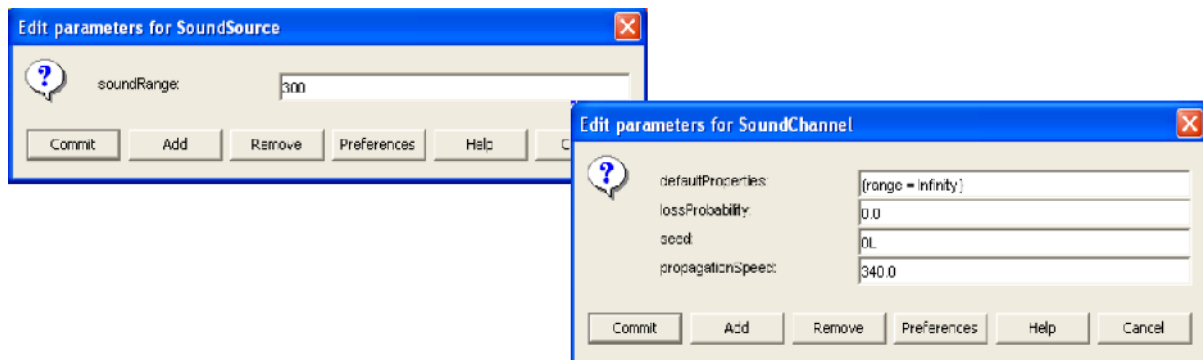 Edit parameters for SoundSource
soundRange: 300
Commit Add Remove Preferences Help C
Edit parameters for SoundChannel
defaultProperties: {range = Infinity}
lossProbability: 0.0
seed: 0L
propagationSpeed: 340.0
Commit Add Remove Preferences Help Cancel